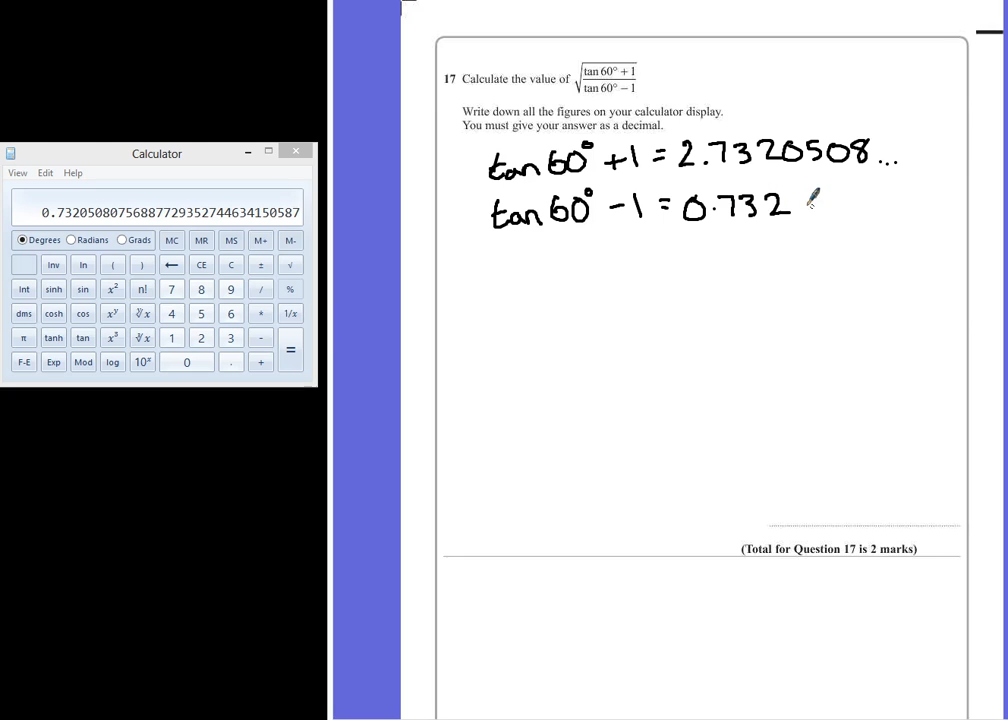 Calculator
View Edit Help
0.73205080756887729352744634150587
Degrees Radians Grads MC MR MS M+ M-
Inv ln ( ) ← CE C ± √
Int sinh sin x² n! 7 8 9 / %
dms cosh cos xʸ ʸ√x 4 5 6 * 1/x
π tanh tan x³ ³√x 1 2 3 - =
F-E Exp Mod log 10ˣ 0 . +
17 Calculate the value of √((tan 60° + 1)/(tan 60° − 1))
Write down all the figures on your calculator display.
You must give your answer as a decimal.
tan60° + 1 = 2.7320508...
tan60° − 1 = 0.732
(Total for Question 17 is 2 marks)